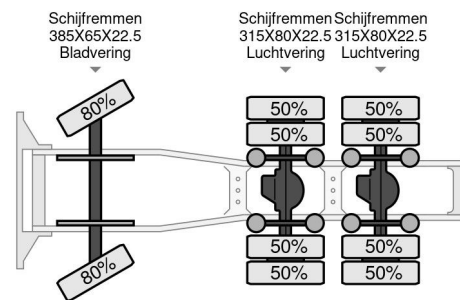 Schijfremmen
385X65X22.5
Bladvering
Schijfremmen
315X80X22.5
Luchtvering
Schijfremmen
315X80X22.5
Luchtvering
80%
80%
50%
50%
50%
50%
50%
50%
50%
50%